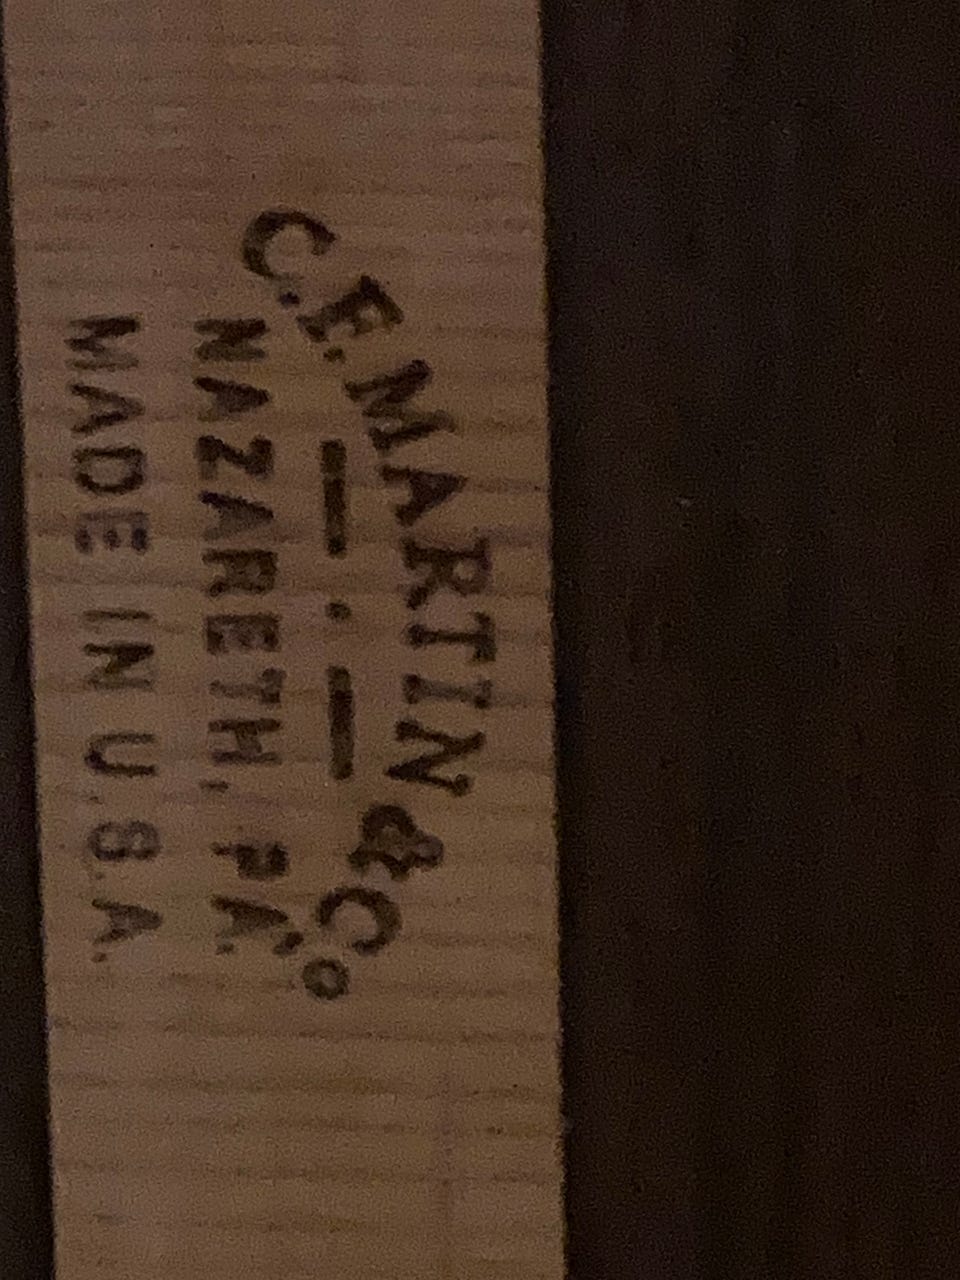 C.F. MARTIN & Co
NAZARETH, PA.
MADE IN U.S.A.